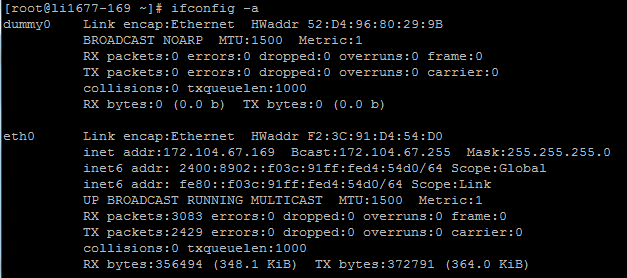 [root@li1677-169 ~]# ifconfig -a
dummy0    Link encap:Ethernet  HWaddr 52:D4:96:80:29:9B
          BROADCAST NOARP  MTU:1500  Metric:1
          RX packets:0 errors:0 dropped:0 overruns:0 frame:0
          TX packets:0 errors:0 dropped:0 overruns:0 carrier:0
          collisions:0 txqueuelen:1000
          RX bytes:0 (0.0 b)  TX bytes:0 (0.0 b)
eth0      Link encap:Ethernet  HWaddr F2:3C:91:D4:54:D0
          inet addr:172.104.67.169  Bcast:172.104.67.255  Mask:255.255.255.0
          inet6 addr: 2400:8902::f03c:91ff:fed4:54d0/64 Scope:Global
          inet6 addr: fe80::f03c:91ff:fed4:54d0/64 Scope:Link
          UP BROADCAST RUNNING MULTICAST  MTU:1500  Metric:1
          RX packets:3083 errors:0 dropped:0 overruns:0 frame:0
          TX packets:2429 errors:0 dropped:0 overruns:0 carrier:0
          collisions:0 txqueuelen:1000
          RX bytes:356494 (348.1 KiB)  TX bytes:372791 (364.0 KiB)